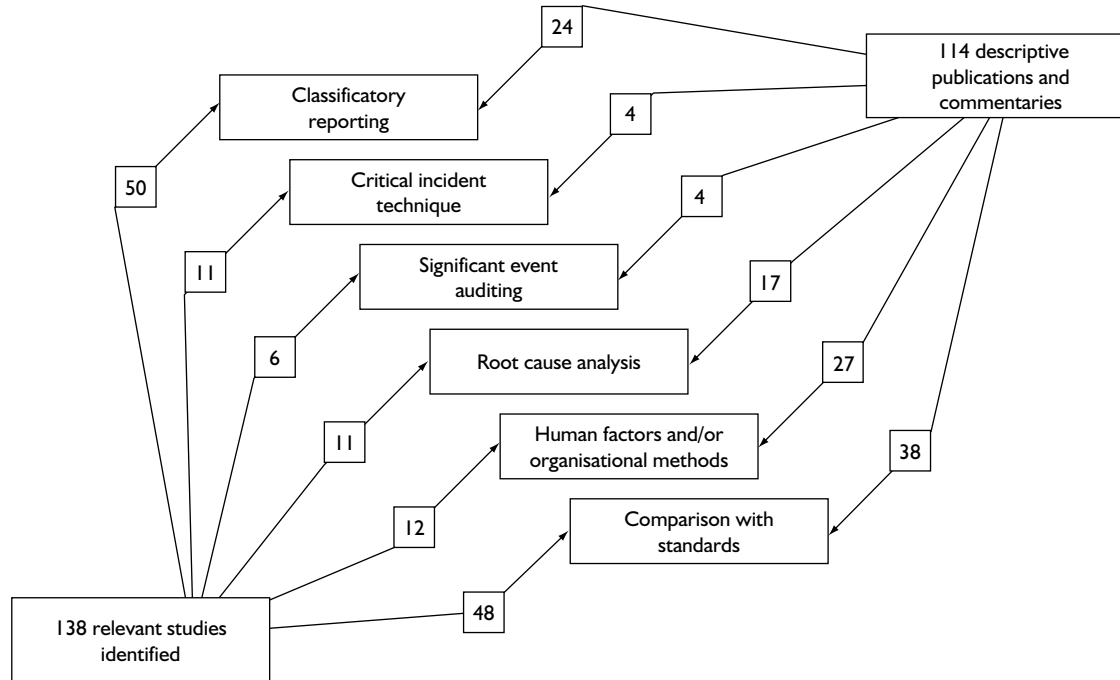 24
114 descriptive
publications and
commentaries
Classificatory
reporting
4
50
Critical incident
technique
4
11
Significant event
auditing
17
6
Root cause analysis
27
11
Human factors and/or
organisational methods
38
12
Comparison with
standards
48
138 relevant studies
identified